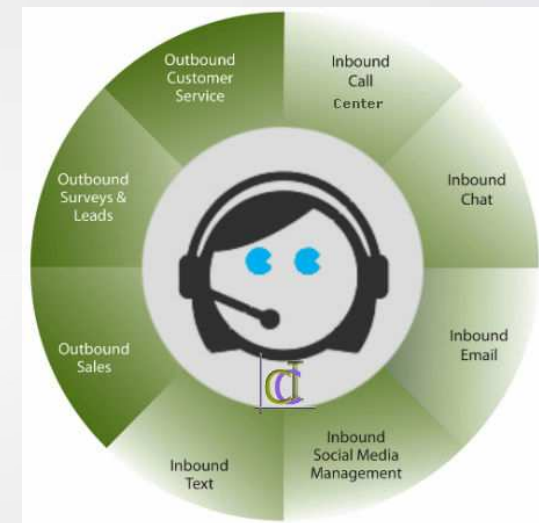 Outbound
Customer
Service
Inbound
Call
Center
Inbound
Chat
Inbound
Email
Inbound
Social Media
Management
Inbound
Text
Outbound
Sales
Outbound
Surveys &
Leads